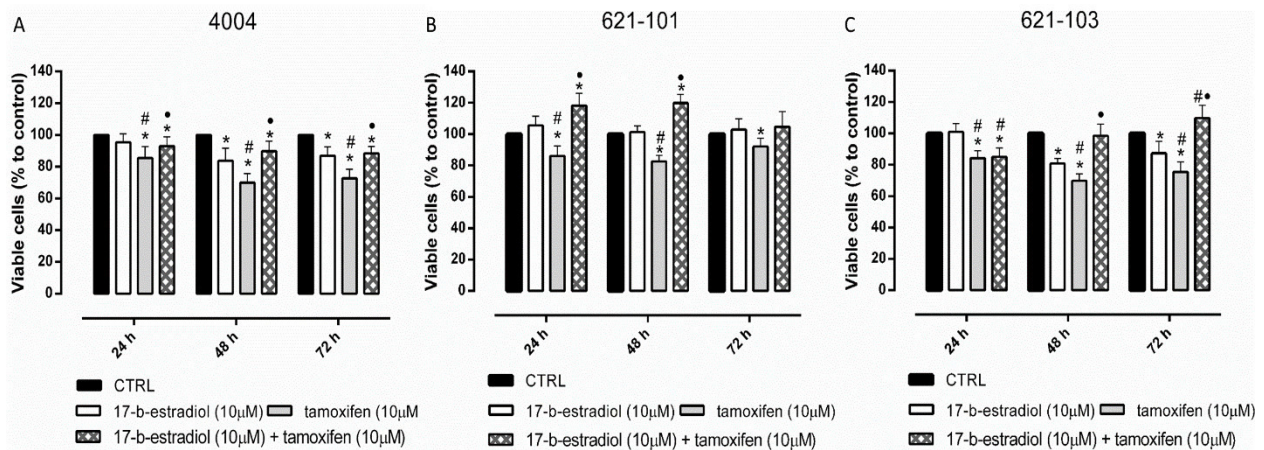 A
4004
Viable cells (% to control)
140
120
100
80
60
40
20
0
#
*
•
*
*
#
*
•
*
*
#
*
•
*
24 h
48 h
72 h
CTRL
17-b-estradiol (10µM)
tamoxifen (10µM
17-b-estradiol (10µM) + tamoxifen (10µM)
B
621-101
Viable cells (% to control)
140
120
100
80
60
40
20
0
#
*
•
*
#
*
•
*
*
24 h
48 h
72 h
CTRL
17-b-estradiol (10µM)
tamoxifen (10µM)
17-b-estradiol (10µM) + tamoxifen (10µM)
C
621-103
Viable cells (% to control)
140
120
100
80
60
40
20
0
#
*
#
*
*
#
*
•
*
#
*
#•
24 h
48 h
72 h
CTRL
17-b-estradiol (10µM)
tamoxifen (10µM)
17-b-estradiol (10µM) + tamoxifen (10µM)